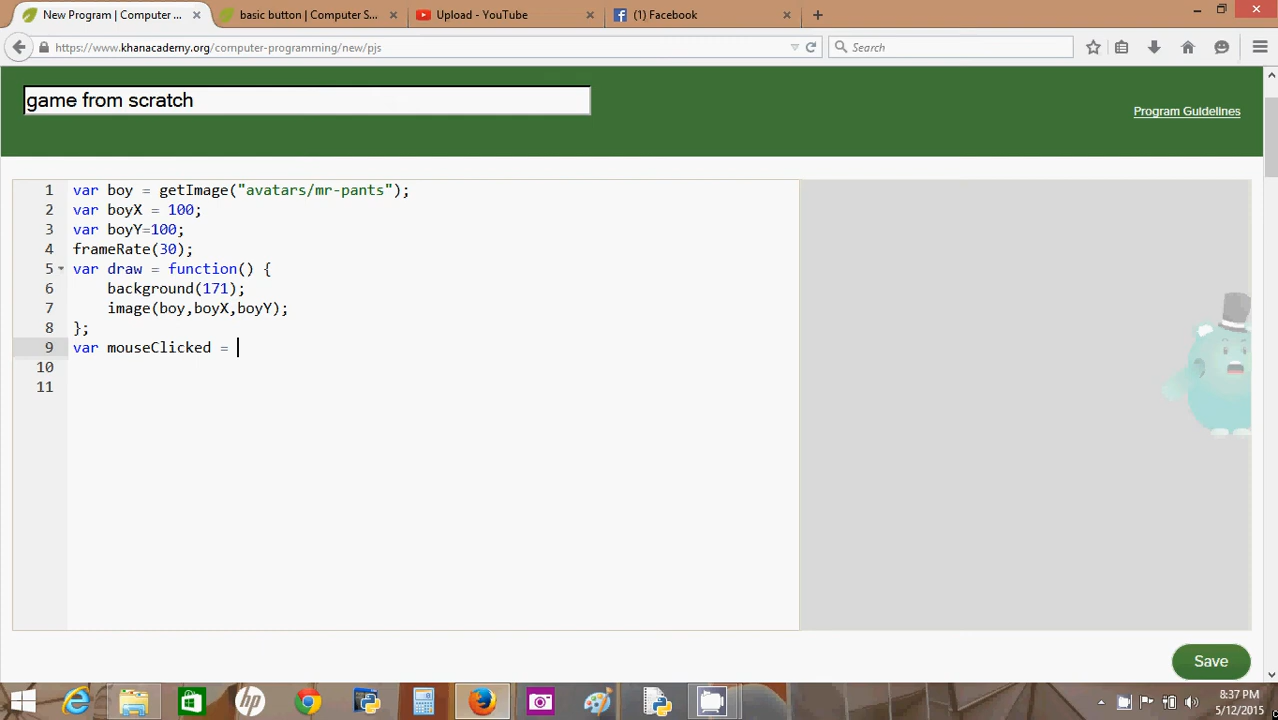 New Program | Computer ...
basic button | Computer S...
Upload - YouTube
(1) Facebook
https://www.khanacademy.org/computer-programming/new/pjs
Search
game from scratch
Program Guidelines
1 var boy = getImage("avatars/mr-pants");
2 var boyX = 100;
3 var boyY=100;
4 frameRate(30);
5 var draw = function() {
6 background(171);
7 image(boy,boyX,boyY);
8 };
9 var mouseClicked =
10
11
Save
hp
8:37 PM
5/12/2015